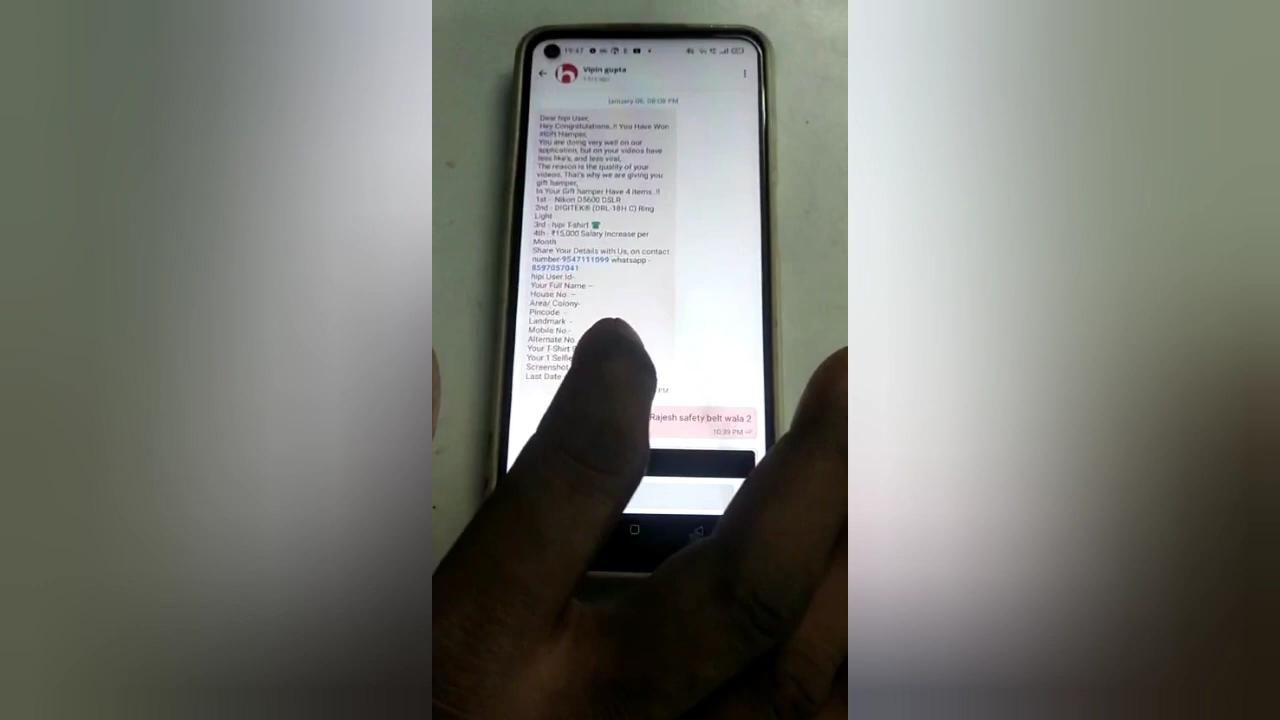 19:47
Vipin gupta
January 06, 08:08 PM
Dear hipi User,
Hey Congratulations..!! You Have Won
Hamper,
You are doing very well on our
application, but on your videos have
less like's, and less viral,
The reason is the quality of your
videos, That's why we are giving you
gift hamper,
In Your Gift hamper Have 4 Items..!!
1st - Nikon D5600 DSLR
2nd - DIGITEK® (DRL-18H C) Ring
Light
3rd - hipi T-shirt
4th - ₹15,000 Salary Increase per
Month
Share Your Details with Us, on contact
number-9547111099 whatsapp -
8597057041
hipi User Id-
Your Full Name --
House No. --
Area/ Colony-
Pincode -
Landmark -
Mobile No.-
Alternate No.
Your T-Shirt
Your 1 Selfie
Screenshot
Last Date
PM
Rajesh safety belt wala 2
10:39 PM